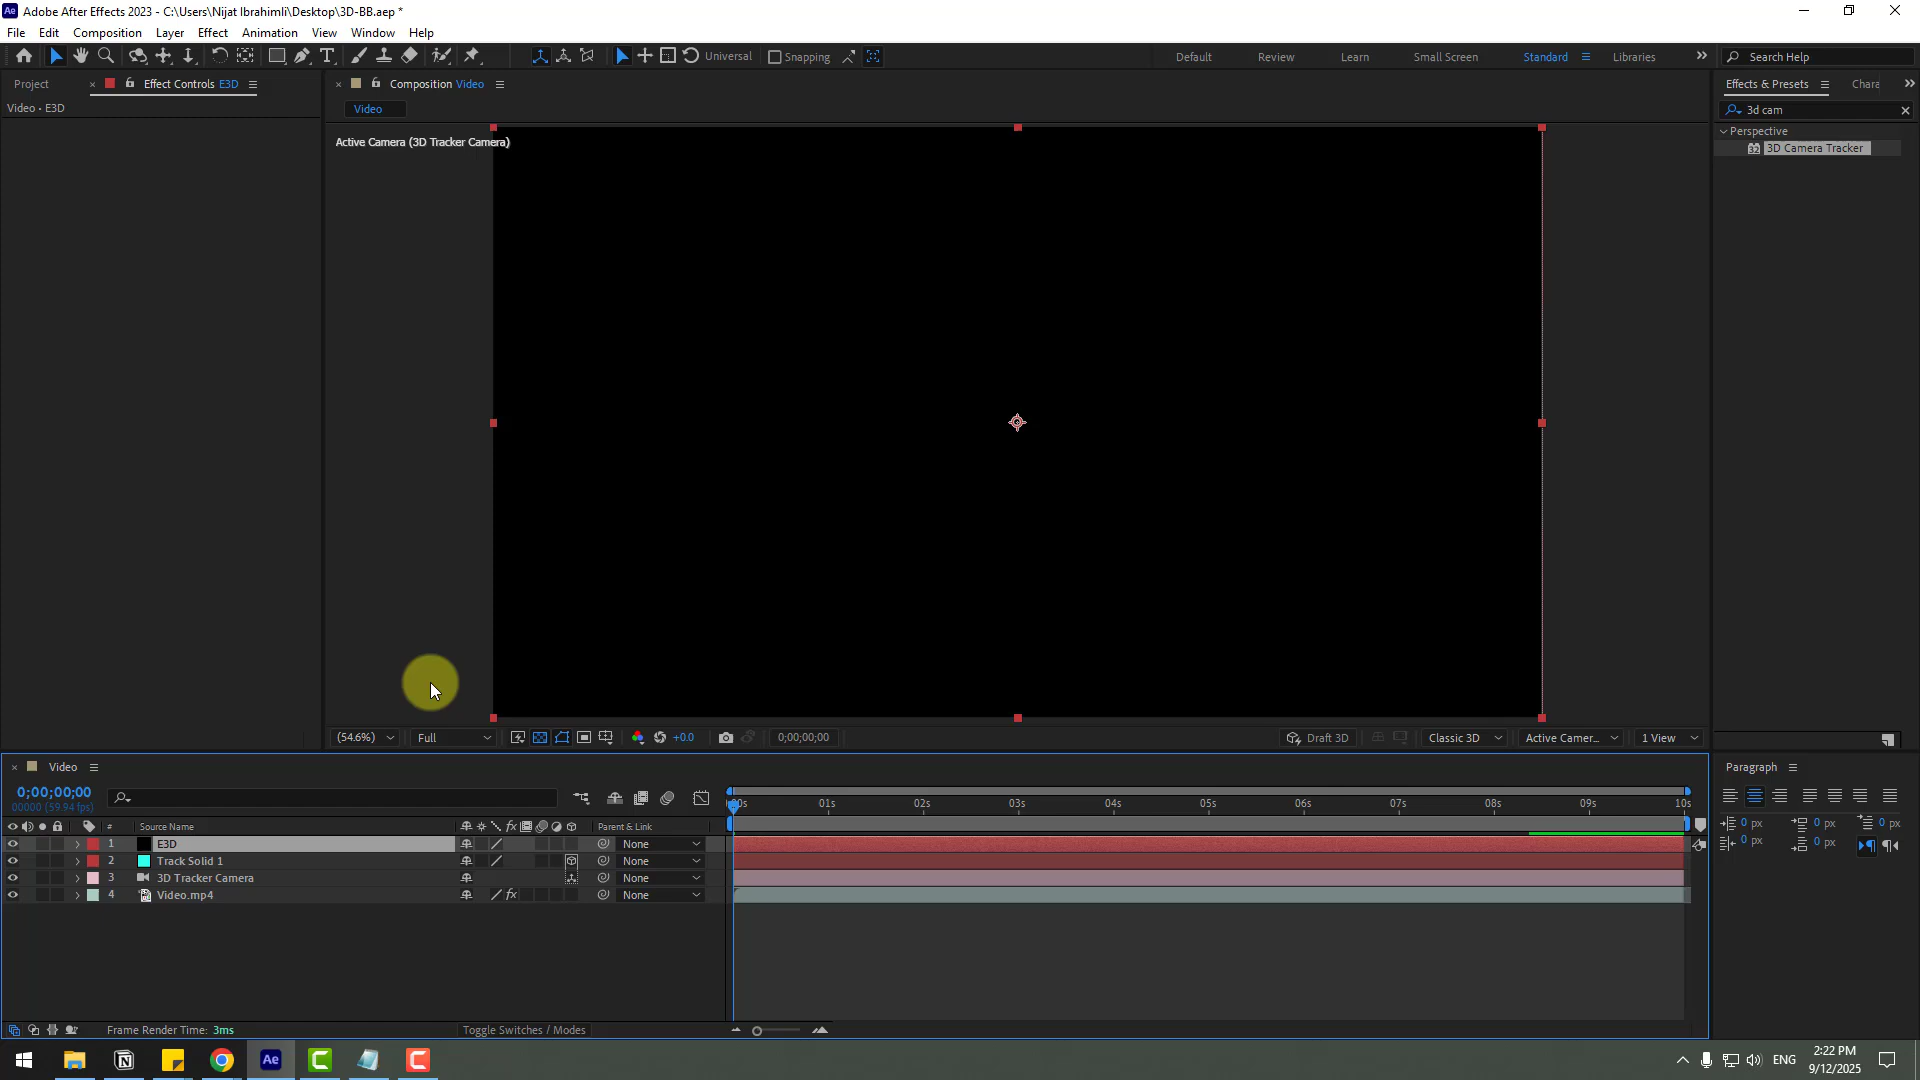 Adobe After Effects 2023 - C:\Users\Nijat Ibrahimli\Desktop\3D-BB.aep *
File Edit Composition Layer Effect Animation View Window Help
Universal Snapping Default Review Learn Small Screen Standard Libraries Search Help
Project Effect Controls E3D Composition Video Effects & Presets Chara
Video • E3D Video 3d cam
Perspective
Active Camera (3D Tracker Camera)
3D Camera Tracker
(54.6%) Full +0.0 0;00;00;00 Draft 3D Classic 3D Active Camer... 1 View
Video Paragraph
0;00;00;00
00000 (59.94 fps)
:00s 01s 02s 03s 04s 05s 06s 07s 08s 09s 10s
# Source Name fx Parent & Link
0 px 0 px 0 px
1 E3D None
0 px 0 px
2 Track Solid 1 None
3 3D Tracker Camera None
4 Video.mp4 fx None
Frame Render Time: 3ms Toggle Switches / Modes
Ae ENG 2:22 PM
9/12/2025